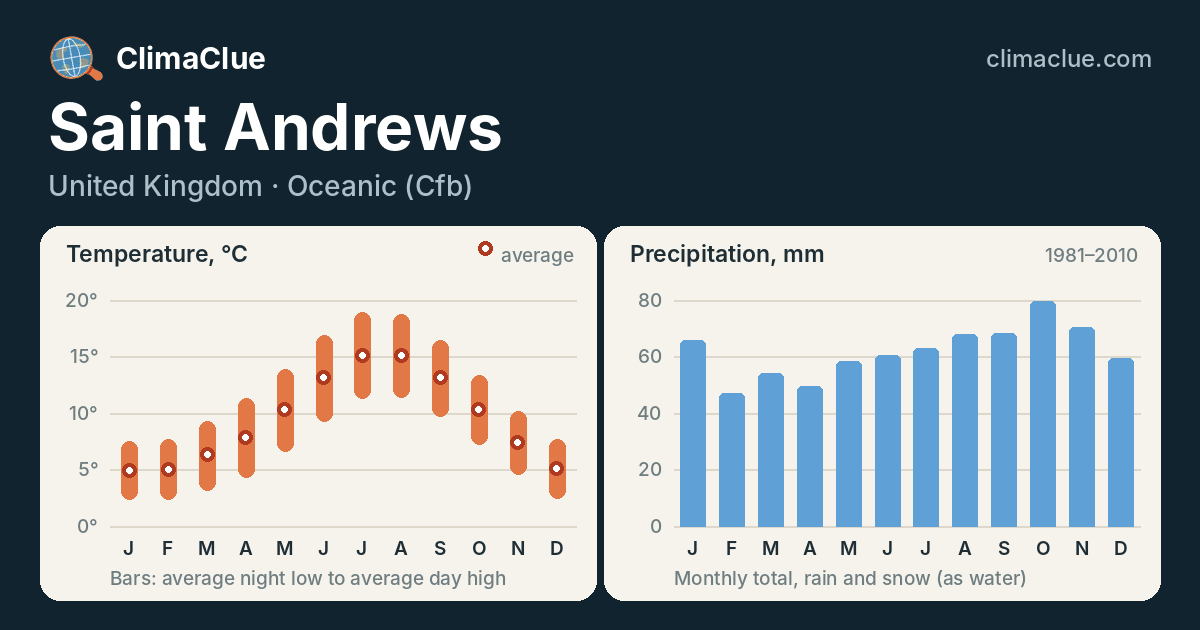 ClimaClue
climaclue.com
Saint Andrews
United Kingdom · Oceanic (Cfb)
Temperature, °C
average
20°
15°
10°
5°
0°
J F M A M J J A S O N D
Bars: average night low to average day high
Precipitation, mm
1981–2010
80
60
40
20
0
J F M A M J J A S O N D
Monthly total, rain and snow (as water)